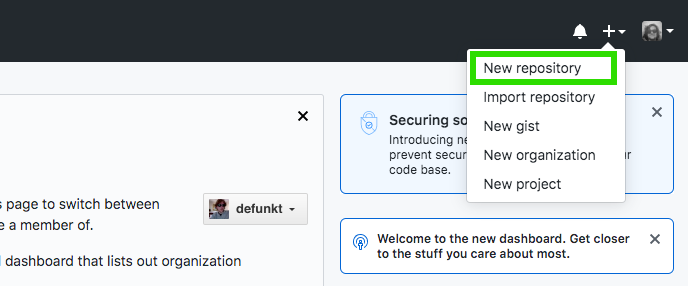 New repository
Import repository
New gist
New organization
New project
Securing so
Introducing ne
prevent secur
ur
code base.
s page to switch between
e a member of.
defunkt
dashboard that lists out organization
Welcome to the new dashboard. Get closer
to the stuff you care about most.